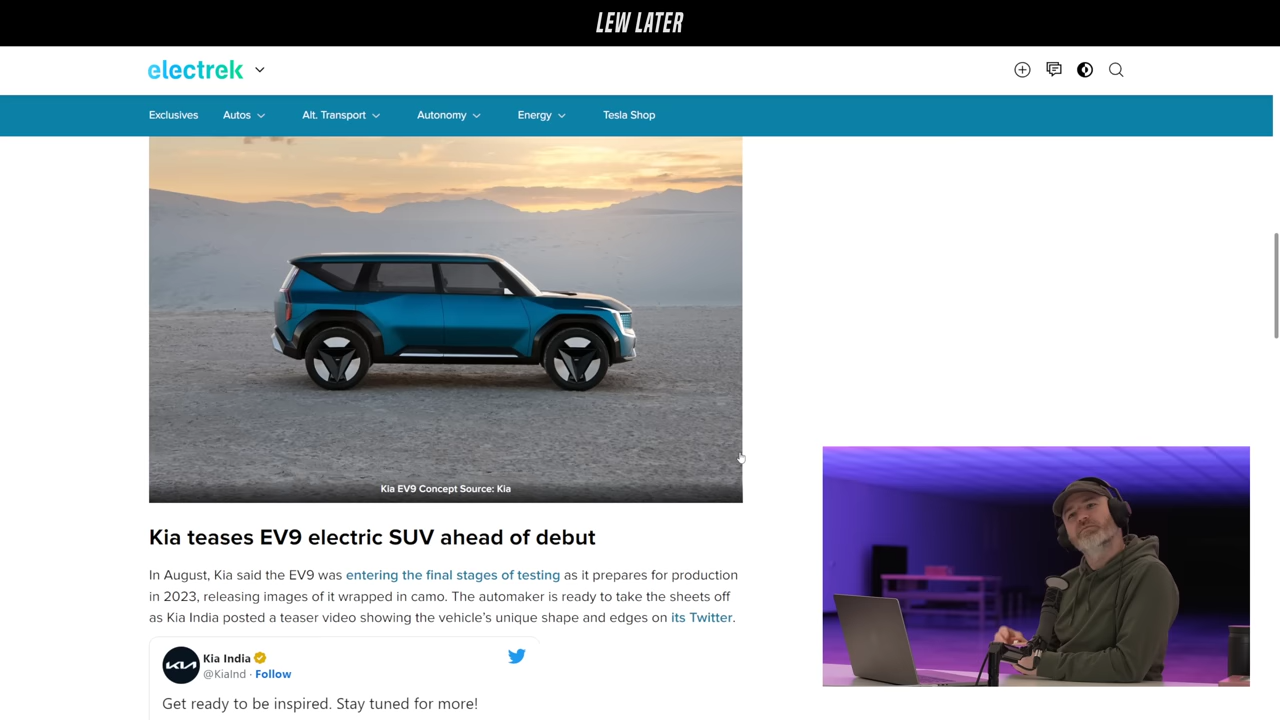 LEW LATER
electrek
Exclusives Autos Alt. Transport Autonomy Energy Tesla Shop
Kia EV9 Concept Source: Kia
Kia teases EV9 electric SUV ahead of debut
In August, Kia said the EV9 was entering the final stages of testing as it prepares for production
in 2023, releasing images of it wrapped in camo. The automaker is ready to take the sheets off
as Kia India posted a teaser video showing the vehicle's unique shape and edges on its Twitter.
KIA
Kia India
@KiaInd · Follow
Get ready to be inspired. Stay tuned for more!